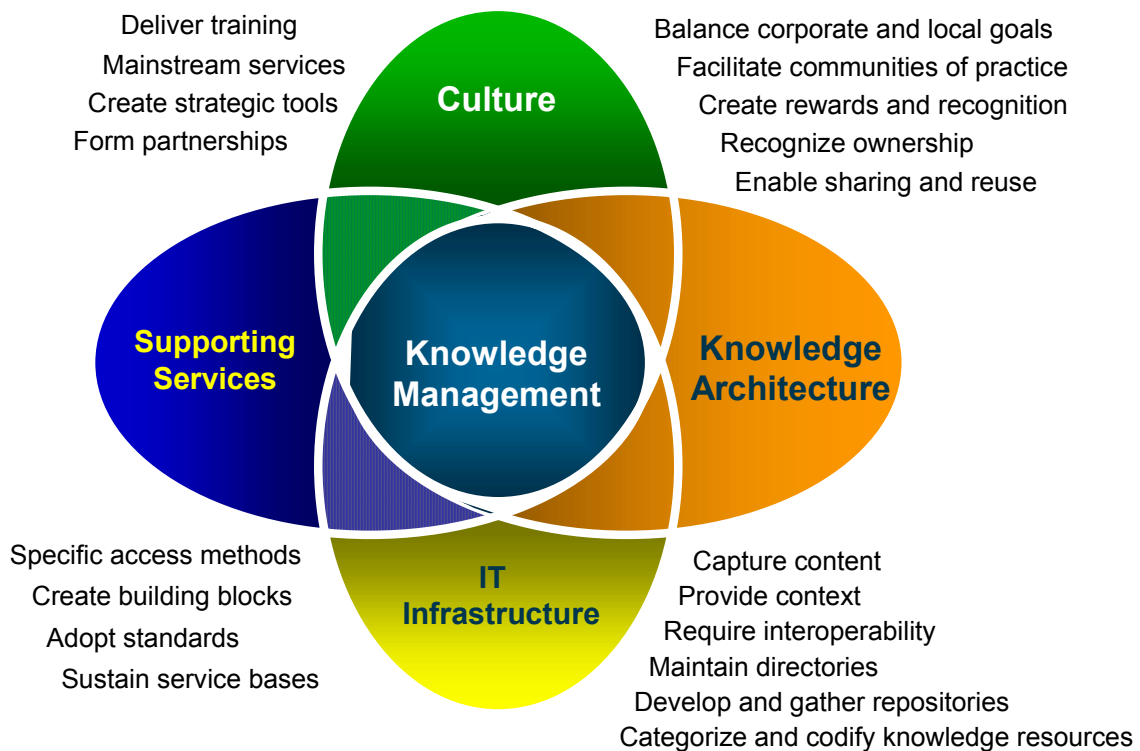 Deliver training
Mainstream services
Create strategic tools
Form partnerships
Balance corporate and local goals
Facilitate communities of practice
Create rewards and recognition
Recognize ownership
Enable sharing and reuse
Culture
Supporting
Services
Knowledge
Management
Knowledge
Architecture
IT
Infrastructure
Specific access methods
Create building blocks
Adopt standards
Sustain service bases
Capture content
Provide context
Require interoperability
Maintain directories
Develop and gather repositories
Categorize and codify knowledge resources